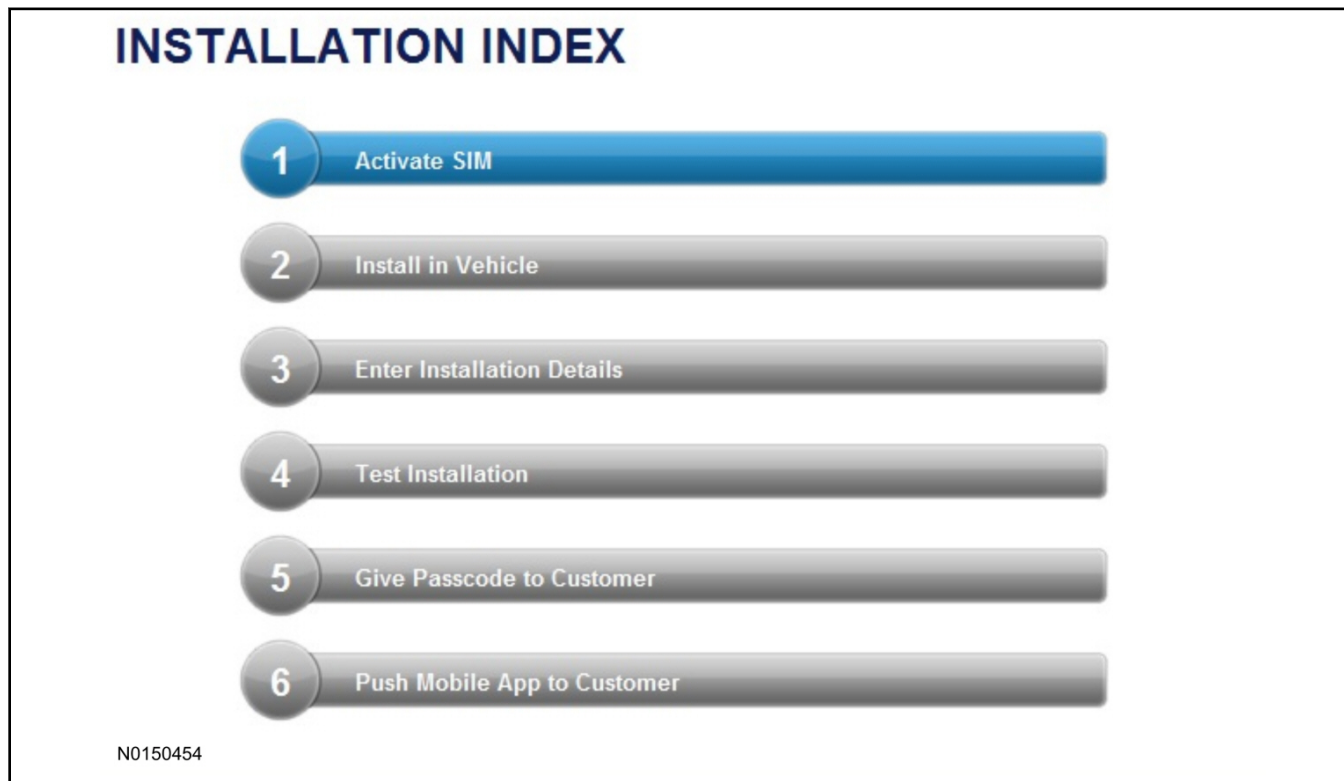 INSTALLATION INDEX
1 Activate SIM
2 Install in Vehicle
3 Enter Installation Details
4 Test Installation
5 Give Passcode to Customer
6 Push Mobile App to Customer
N0150454